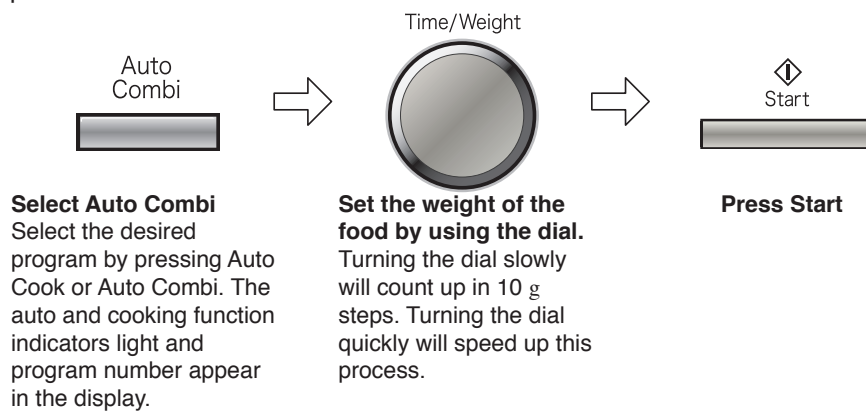 Auto
Combi
Time/Weight
Start
Select Auto Combi
Select the desired
program by pressing Auto
Cook or Auto Combi. The
auto and cooking function
indicators light and
program number appear
in the display.
Set the weight of the
food by using the dial.
Turning the dial slowly
will count up in 10 g
steps. Turning the dial
quickly will speed up this
process.
Press Start